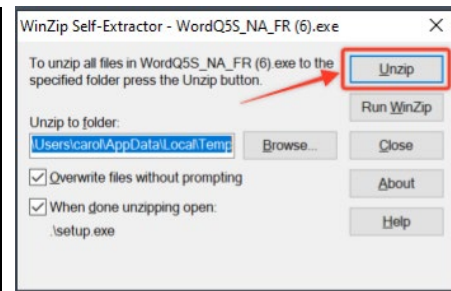 WinZip Self-Extractor - WordQ5S_NA_FR (6).exe
To unzip all files in WordQ5S_NA_FR (6).exe to the
specified folder press the Unzip button.
Unzip
Run WinZip
Unzip to folder:
\Users\carol\AppData\Local\Temp
Browse...
Close
Overwrite files without prompting
About
When done unzipping open:
Help
.\setup.exe